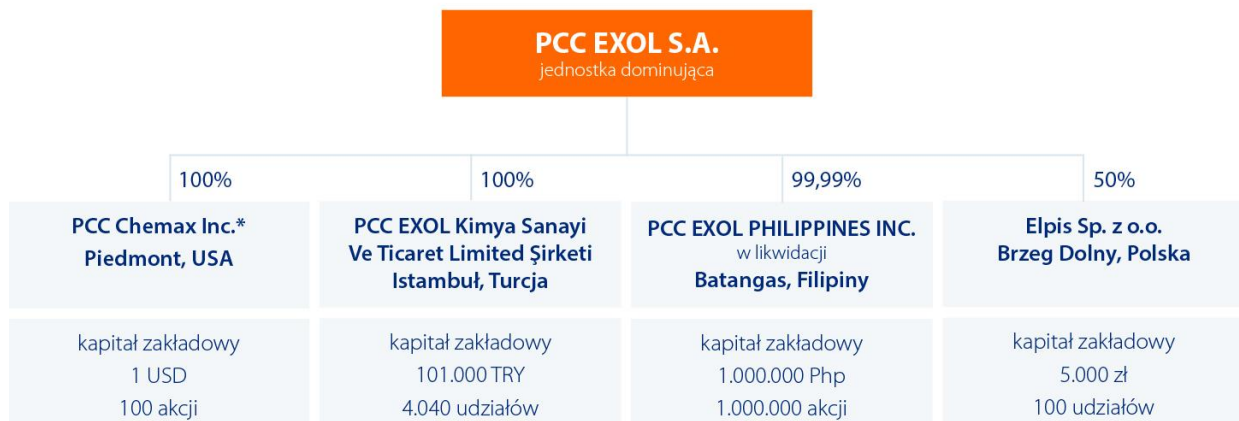 PCC EXOL S.A.
jednostka dominująca
100%
100%
99,99%
50%
PCC Chemax Inc.*
Piedmont, USA
PCC EXOL Kimya Sanayi
Ve Ticaret Limited Şirketi
Istambuł, Turcja
PCC EXOL PHILIPPINES INC.
w likwidacji
Batangas, Filipiny
Elpis Sp. z o.o.
Brzeg Dolny, Polska
kapitał zakładowy
1 USD
100 akcji
kapitał zakładowy
101.000 TRY
4.040 udziałów
kapitał zakładowy
1.000.000 Php
1.000.000 akcji
kapitał zakładowy
5.000 zł
100 udziałów